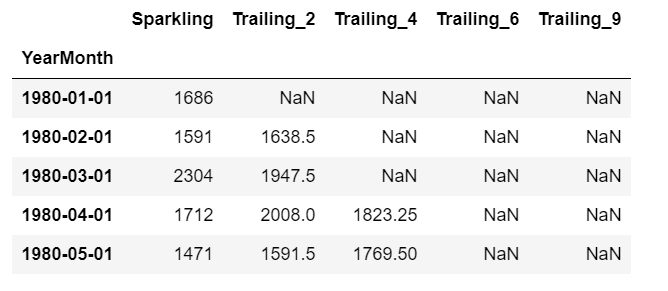 Sparkling Trailing_2 Trailing_4 Trailing_6 Trailing_9
YearMonth
1980-01-01 1686 NaN NaN NaN NaN
1980-02-01 1591 1638.5 NaN NaN NaN
1980-03-01 2304 1947.5 NaN NaN NaN
1980-04-01 1712 2008.0 1823.25 NaN NaN
1980-05-01 1471 1591.5 1769.50 NaN NaN